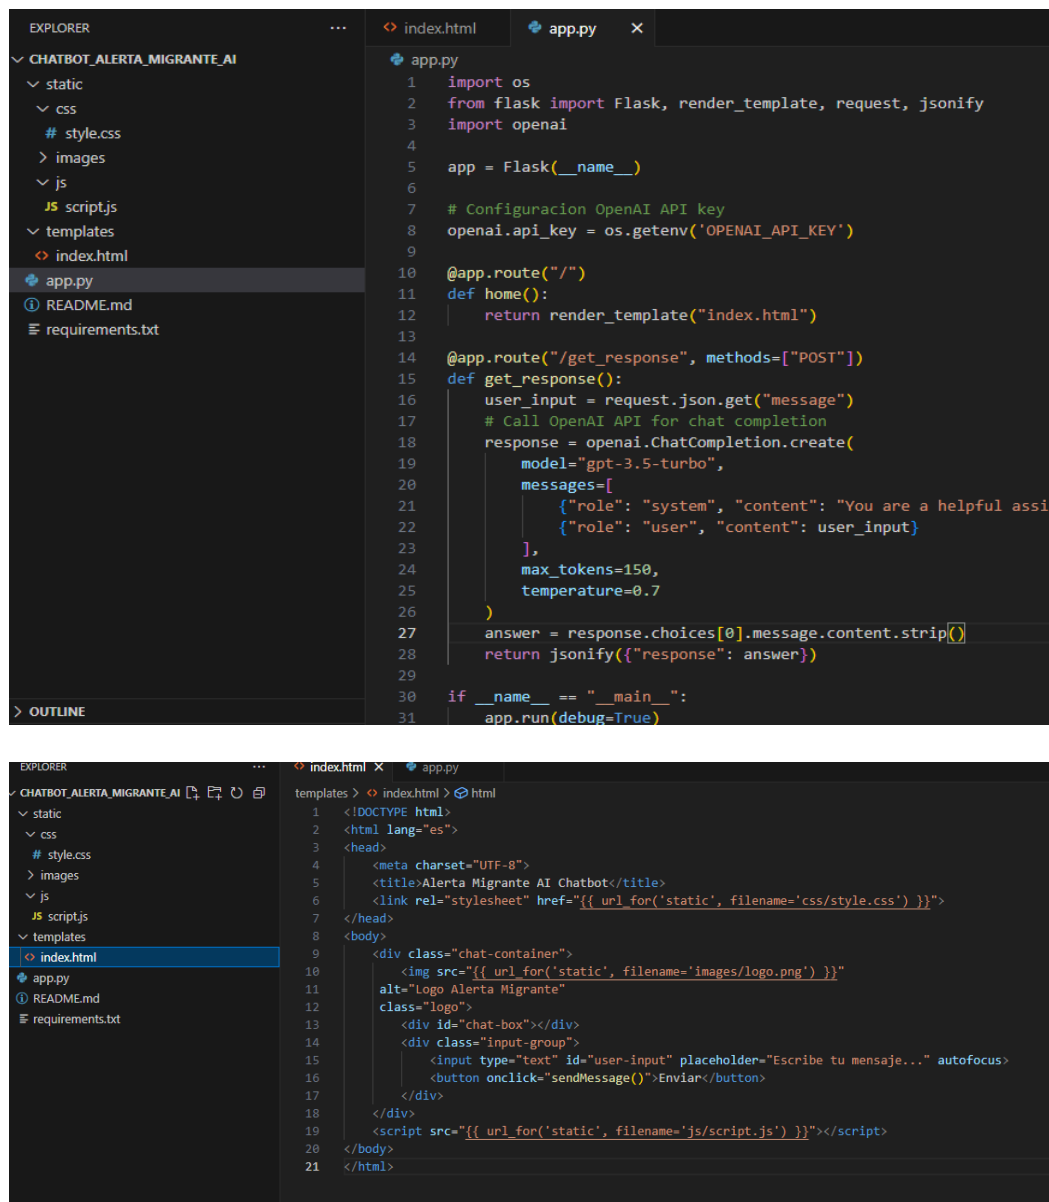 EXPLORER ...
CHATBOT_ALERTA_MIGRANTE_AI
static
css
# style.css
images
js
JS script.js
templates
<> index.html
app.py
README.md
requirements.txt
OUTLINE
<> index.html app.py ×
app.py
1 import os
2 from flask import Flask, render_template, request, jsonify
3 import openai
4
5 app = Flask(__name__)
6
7 # Configuracion OpenAI API key
8 openai.api_key = os.getenv('OPENAI_API_KEY')
9
10 @app.route("/")
11 def home():
12     return render_template("index.html")
13
14 @app.route("/get_response", methods=["POST"])
15 def get_response():
16     user_input = request.json.get("message")
17     # Call OpenAI API for chat completion
18     response = openai.ChatCompletion.create(
19         model="gpt-3.5-turbo",
20         messages=[
21             {"role": "system", "content": "You are a helpful assi
22             {"role": "user", "content": user_input}
23         ],
24         max_tokens=150,
25         temperature=0.7
26     )
27     answer = response.choices[0].message.content.strip()
28     return jsonify({"response": answer})
29
30 if __name__ == "__main__":
31     app.run(debug=True)
EXPLORER ...
CHATBOT_ALERTA_MIGRANTE_AI
static
css
# style.css
images
js
JS script.js
templates
<> index.html
app.py
README.md
requirements.txt
<> index.html × app.py
templates > <> index.html > html
1 <!DOCTYPE html>
2 <html lang="es">
3 <head>
4     <meta charset="UTF-8">
5     <title>Alerta Migrante AI Chatbot</title>
6     <link rel="stylesheet" href="{{ url_for('static', filename='css/style.css') }}">
7 </head>
8 <body>
9     <div class="chat-container">
10         <img src="{{ url_for('static', filename='images/logo.png') }}"
11      alt="Logo Alerta Migrante"
12      class="logo">
13         <div id="chat-box"></div>
14         <div class="input-group">
15             <input type="text" id="user-input" placeholder="Escribe tu mensaje..." autofocus>
16             <button onclick="sendMessage()">Enviar</button>
17         </div>
18     </div>
19     <script src="{{ url_for('static', filename='js/script.js') }}"></script>
20 </body>
21 </html>